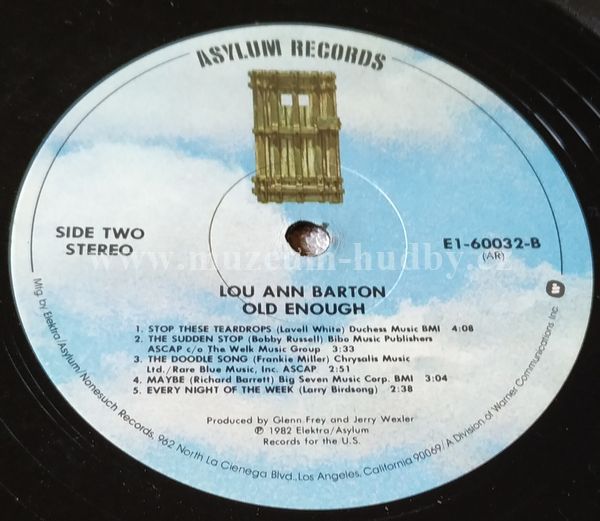 ASYLUM RECORDS
SIDE TWO
STEREO
E1-60032-B
(AR)
www.muzeum-hudby.cz
LOU ANN BARTON
OLD ENOUGH
1. STOP THESE TEARDROPS (Lavell White) Duchess Music BMI 4:08
2. THE SUDDEN STOP (Bobby Russell) Bibo Music Publishers
ASCAP c/o The Welk Music Group 3:33
3. THE DOODLE SONG (Frankie Miller) Chrysalis Music
Ltd./Rare Blue Music, Inc. ASCAP 2:51
4. MAYBE (Richard Barrett) Big Seven Music Corp. BMI 3:04
5. EVERY NIGHT OF THE WEEK (Larry Birdsong) 2:38
Produced by Glenn Frey and Jerry Wexler
℗ 1982 Elektra/Asylum
Records for the U.S.
Mfg by Elektra/Asylum/Nonesuch Records, 962 North La Cienega Blvd., Los Angeles, California 90069/A Division of Warner Communications Inc.